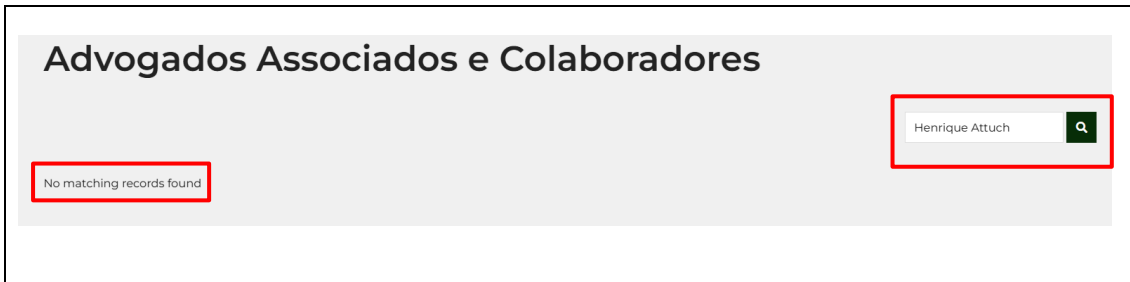 Advogados Associados e Colaboradores
Henrique Attuch
No matching records found